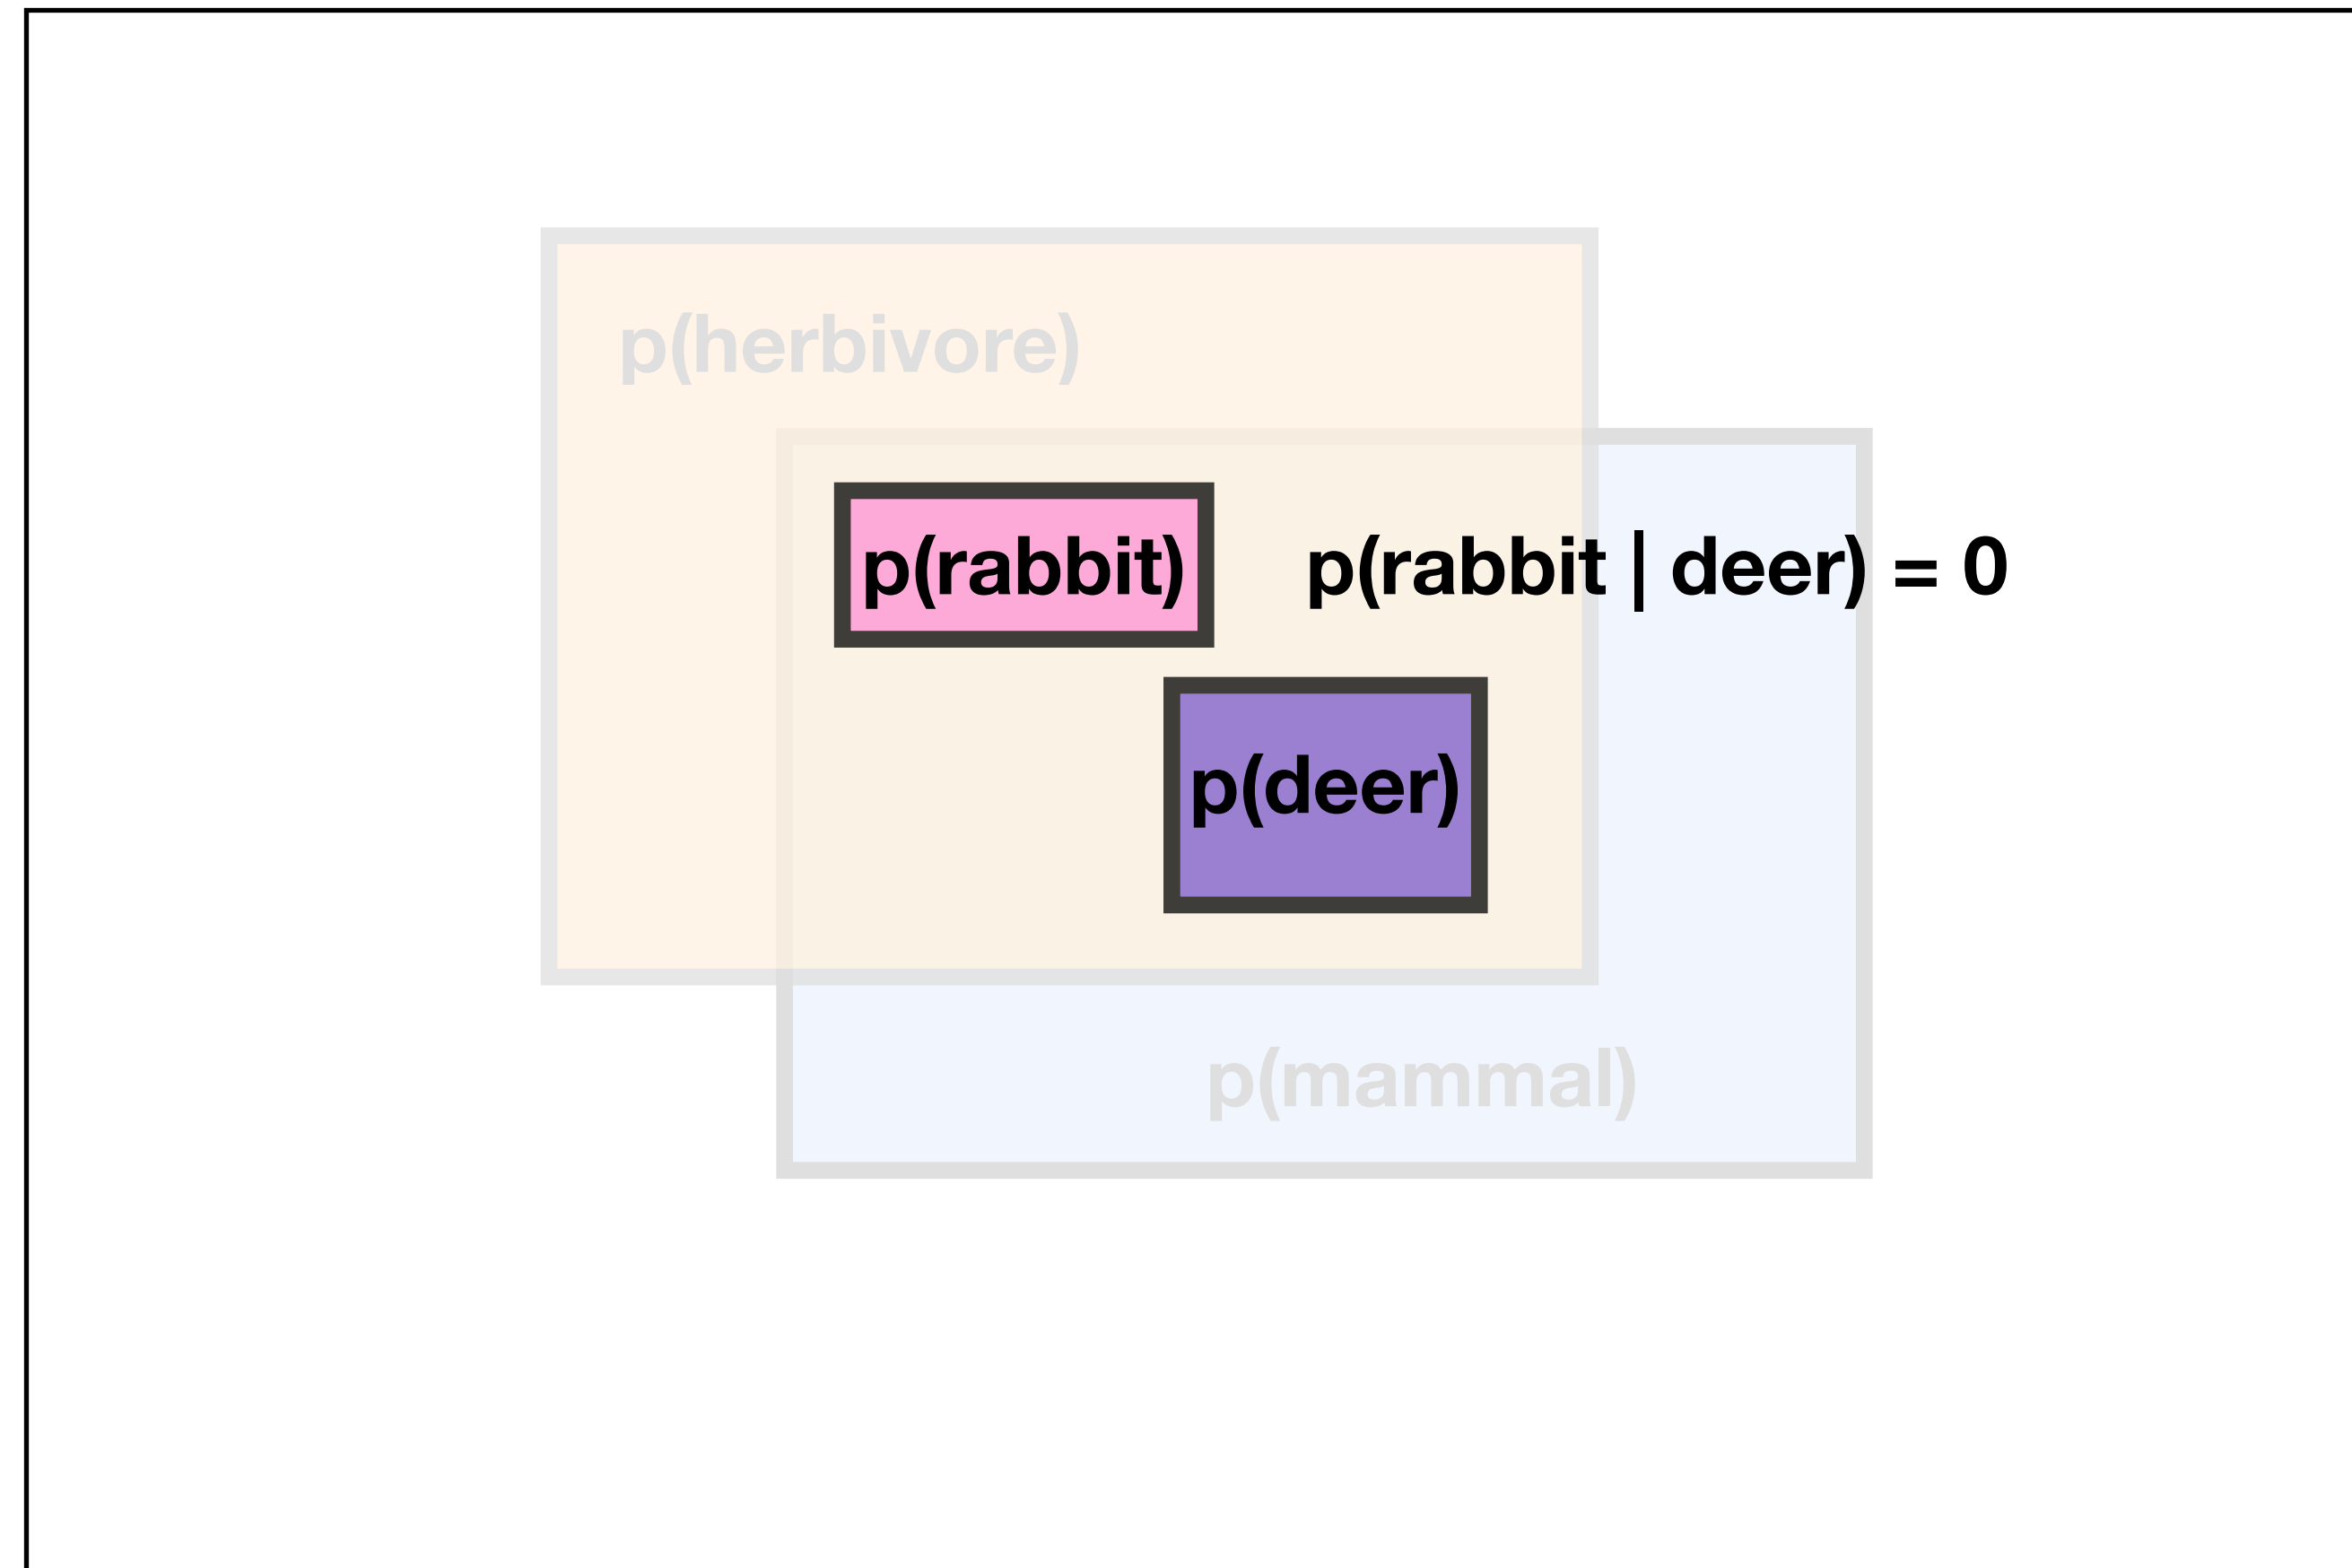 p(herbivore)
p(rabbit)
p(rabbit | deer) = 0
p(deer)
p(mammal)